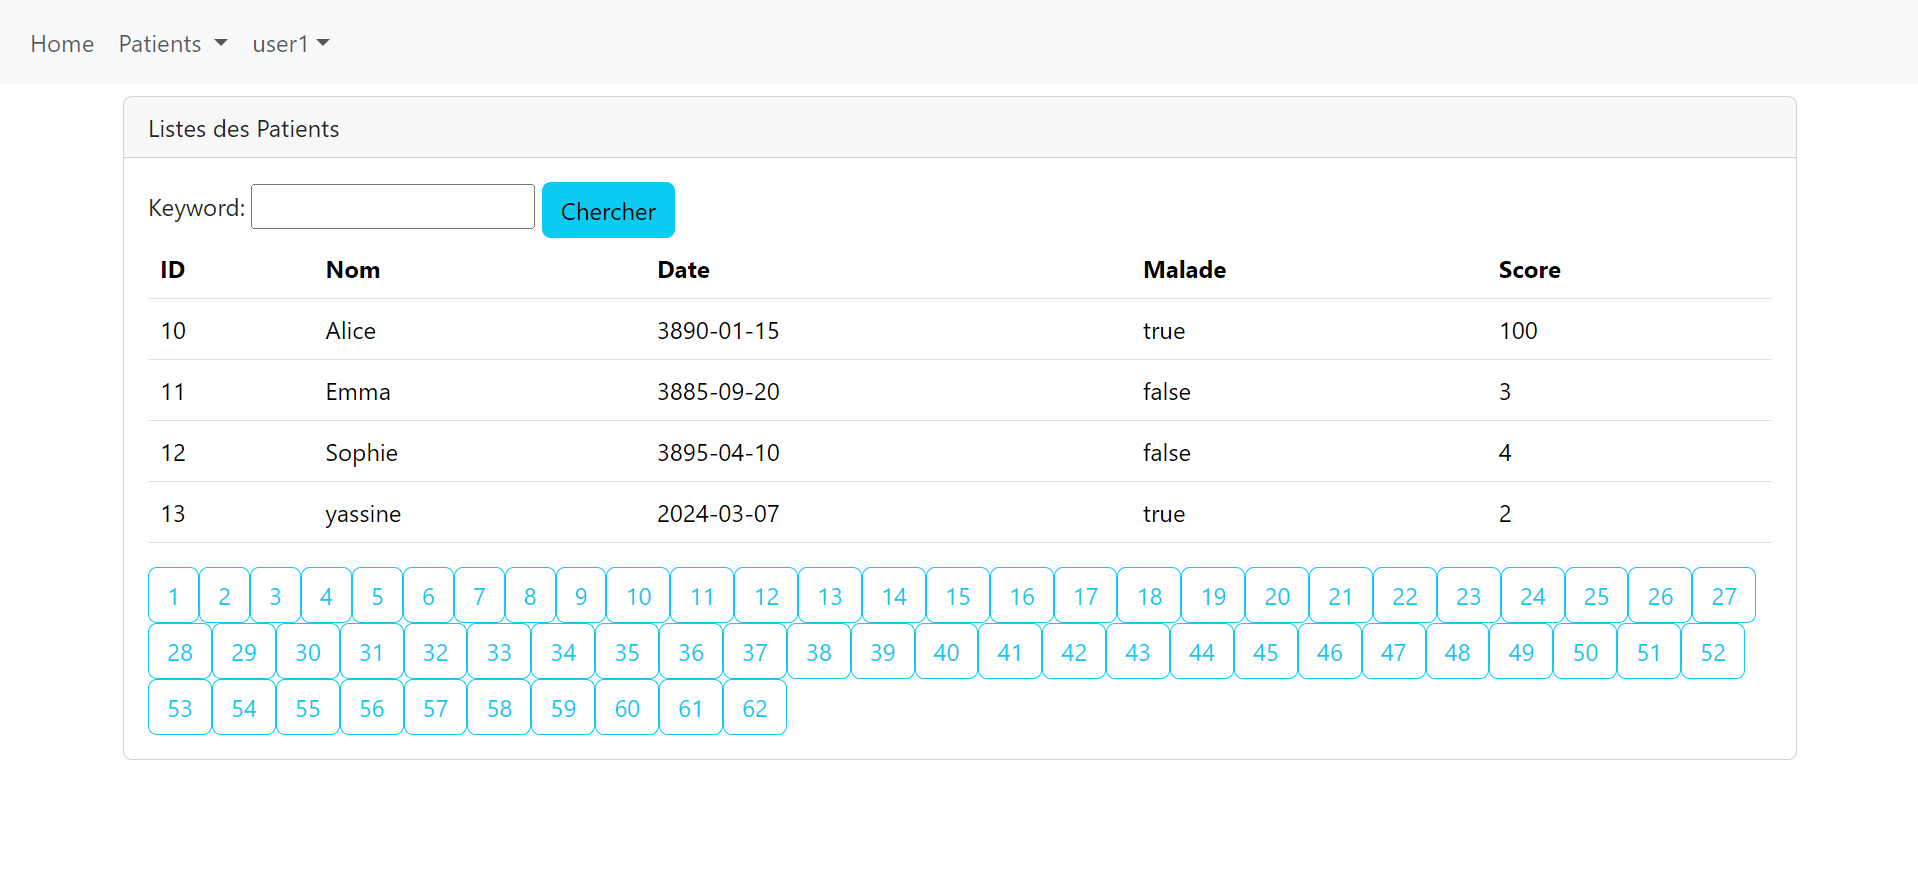 Home Patients user1
Listes des Patients
Keyword: Chercher
ID Nom Date Malade Score
10 Alice 3890-01-15 true 100
11 Emma 3885-09-20 false 3
12 Sophie 3895-04-10 false 4
13 yassine 2024-03-07 true 2
1 2 3 4 5 6 7 8 9 10 11 12 13 14 15 16 17 18 19 20 21 22 23 24 25 26 27
28 29 30 31 32 33 34 35 36 37 38 39 40 41 42 43 44 45 46 47 48 49 50 51 52
53 54 55 56 57 58 59 60 61 62